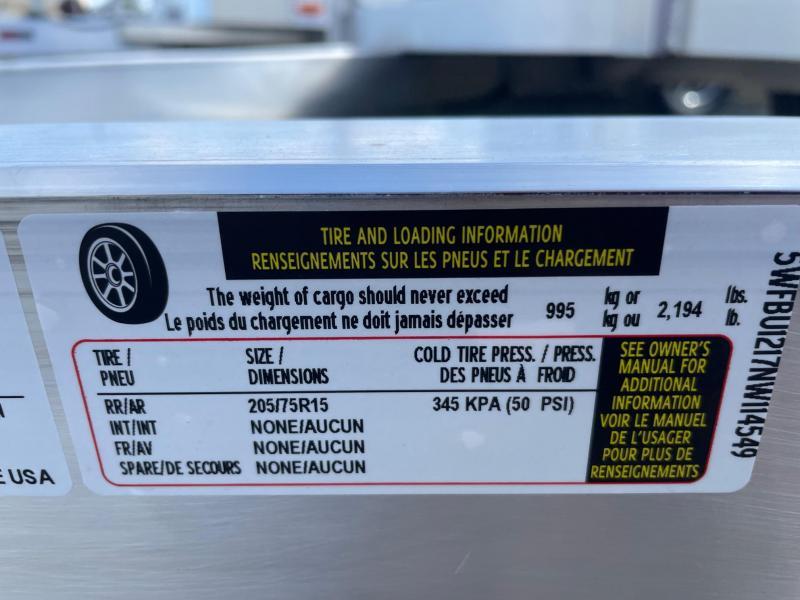 TIRE AND LOADING INFORMATION
RENSEIGNEMENTS SUR LES PNEUS ET LE CHARGEMENT
The weight of cargo should never exceed 995 kg or 2,194 lbs.
Le poids du chargement ne doit jamais dépasser kg ou lb.
TIRE / SIZE / COLD TIRE PRESS. / PRESS.
PNEU DIMENSIONS DES PNEUS À FROID
RR/AR 205/75R15 345 KPA (50 PSI)
INT/INT NONE/AUCUN
FR/AV NONE/AUCUN
SPARE/DE SECOURS NONE/AUCUN
SEE OWNER'S
MANUAL FOR
ADDITIONAL
INFORMATION
VOIR LE MANUEL
DE L'USAGER
POUR PLUS DE
RENSEIGNEMENTS
5WFBU1217NW114549
USA